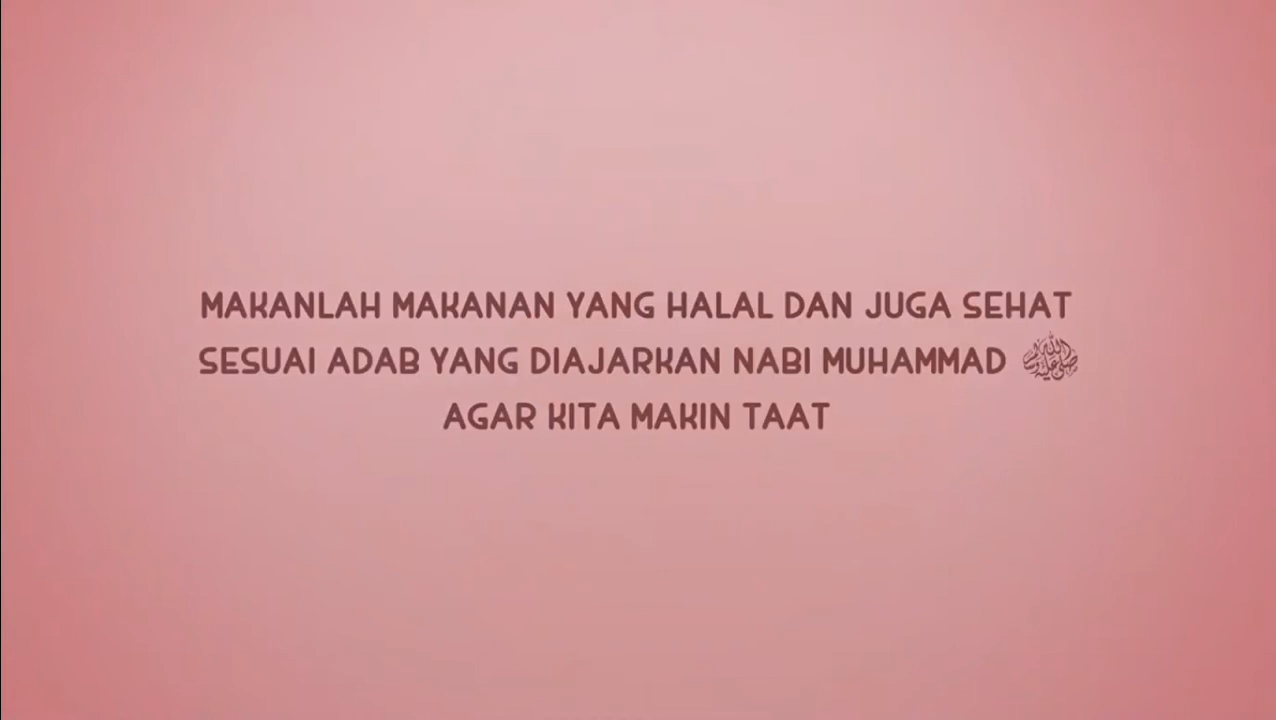 MAKANLAH MAKANAN YANG HALAL DAN JUGA SEHAT
SESUAI ADAB YANG DIAJARKAN NABI MUHAMMAD ﷺ
AGAR KITA MAKIN TAAT